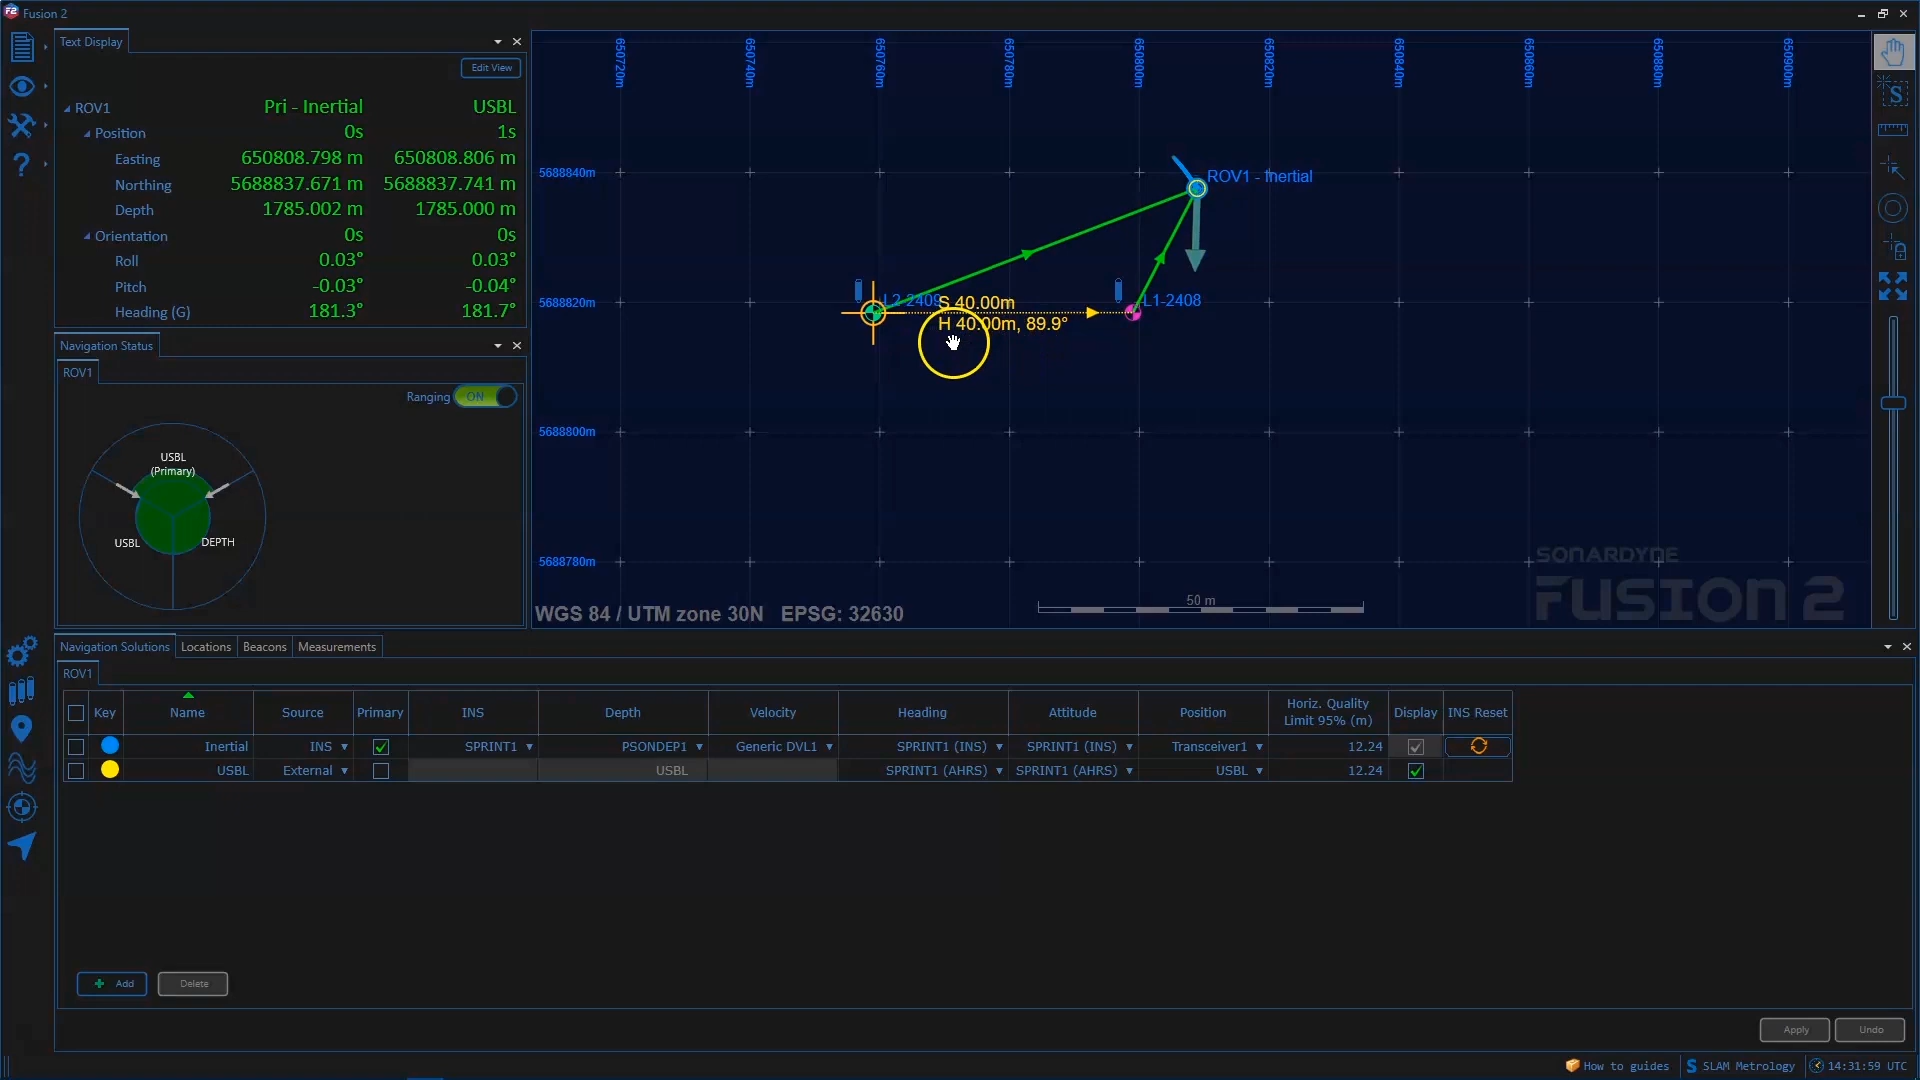 Fusion 2
Text Display
Edit View
ROV1 Pri - Inertial USBL
Position 0s 1s
Easting 650808.798 m 650808.806 m
Northing 5688837.671 m 5688837.741 m
Depth 1785.002 m 1785.000 m
Orientation 0s 0s
Roll 0.03° 0.03°
Pitch -0.03° -0.04°
Heading (G) 181.3° 181.7°
Navigation Status
ROV1
Ranging ON
USBL
(Primary)
USBL
DEPTH
650720m
650740m
650760m
650780m
650800m
650820m
650840m
650860m
650880m
650900m
5688840m
5688820m
5688800m
5688780m
ROV1 - Inertial
L2-2409
L1-2408
S 40.00m
H 40.00m, 89.9°
50 m
WGS 84 / UTM zone 30N EPSG: 32630
SONARDYNE
FUSION 2
S
Navigation Solutions Locations Beacons Measurements
ROV1
Key Name Source Primary INS Depth Velocity Heading Attitude Position Horiz. Quality Limit 95% (m) Display INS Reset
Inertial INS SPRINT1 PSONDEP1 Generic DVL1 SPRINT1 (INS) SPRINT1 (INS) Transceiver1 12.24
USBL External USBL SPRINT1 (AHRS) SPRINT1 (AHRS) USBL 12.24
Add Delete
Apply Undo
How to guides SLAM Metrology 14:31:59 UTC